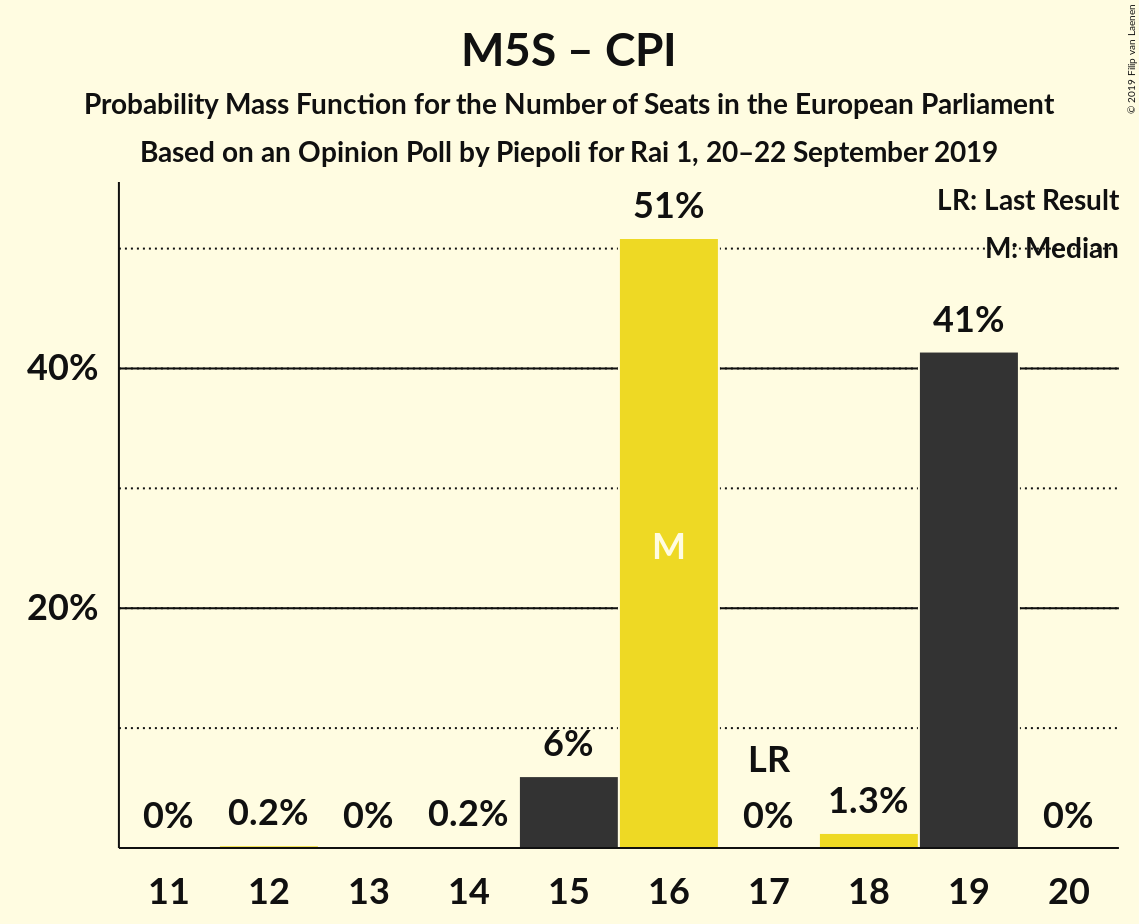 M5S – CPI
Probability Mass Function for the Number of Seats in the European Parliament
Based on an Opinion Poll by Piepoli for Rai 1, 20–22 September 2019
© 2019 Filip van Laenen
LR: Last Result
M: Median
40%
20%
0%
0.2%
0%
0.2%
6%
51%
M
LR
0%
1.3%
41%
0%
11 12 13 14 15 16 17 18 19 20